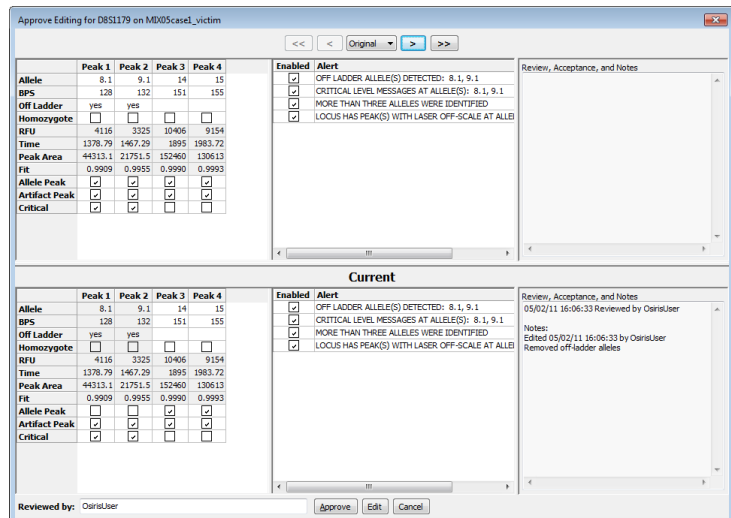 Approve Editing for D8S1179 on MIX05case1_victim
<< < Original > >>
Peak 1 Peak 2 Peak 3 Peak 4
Allele 8.1 9.1 14 15
BPS 128 132 151 155
Off Ladder yes yes
Homozygote
RFU 4116 3325 10406 9154
Time 1378.79 1467.29 1895 1983.72
Peak Area 44313.1 21751.5 152460 130613
Fit 0.9909 0.9955 0.9990 0.9993
Allele Peak
Artifact Peak
Critical
Enabled Alert
OFF LADDER ALLELE(S) DETECTED: 8.1, 9.1
CRITICAL LEVEL MESSAGES AT ALLELE(S): 8.1, 9.1
MORE THAN THREE ALLELES WERE IDENTIFIED
LOCUS HAS PEAK(S) WITH LASER OFF-SCALE AT ALLE
Review, Acceptance, and Notes
Current
Peak 1 Peak 2 Peak 3 Peak 4
Allele 8.1 9.1 14 15
BPS 128 132 151 155
Off Ladder yes yes
Homozygote
RFU 4116 3325 10406 9154
Time 1378.79 1467.29 1895 1983.72
Peak Area 44313.1 21751.5 152460 130613
Fit 0.9909 0.9955 0.9990 0.9993
Allele Peak
Artifact Peak
Critical
Enabled Alert
OFF LADDER ALLELE(S) DETECTED: 8.1, 9.1
CRITICAL LEVEL MESSAGES AT ALLELE(S): 8.1, 9.1
MORE THAN THREE ALLELES WERE IDENTIFIED
LOCUS HAS PEAK(S) WITH LASER OFF-SCALE AT ALLE
Review, Acceptance, and Notes
05/02/11 16:06:33 Reviewed by OsirisUser
Notes:
Edited 05/02/11 16:06:33 by OsirisUser
Removed off-ladder alleles
Reviewed by: OsirisUser
Approve Edit Cancel